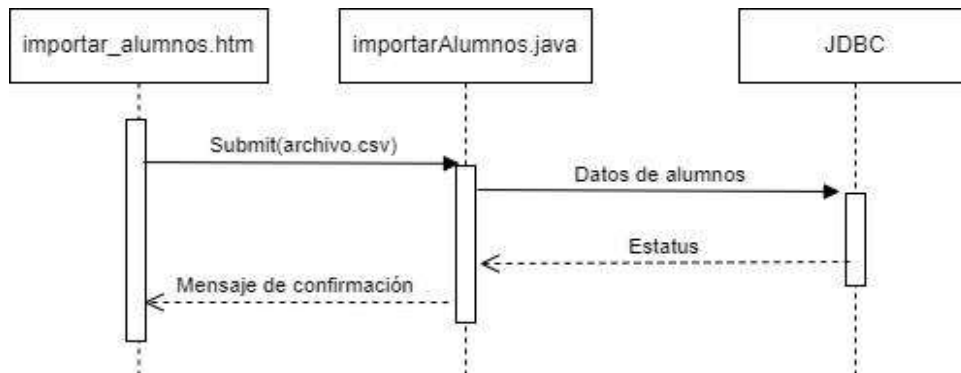 importar_alumnos.htm
importarAlumnos.java
JDBC
Submit(archivo.csv)
Datos de alumnos
Estatus
Mensaje de confirmación